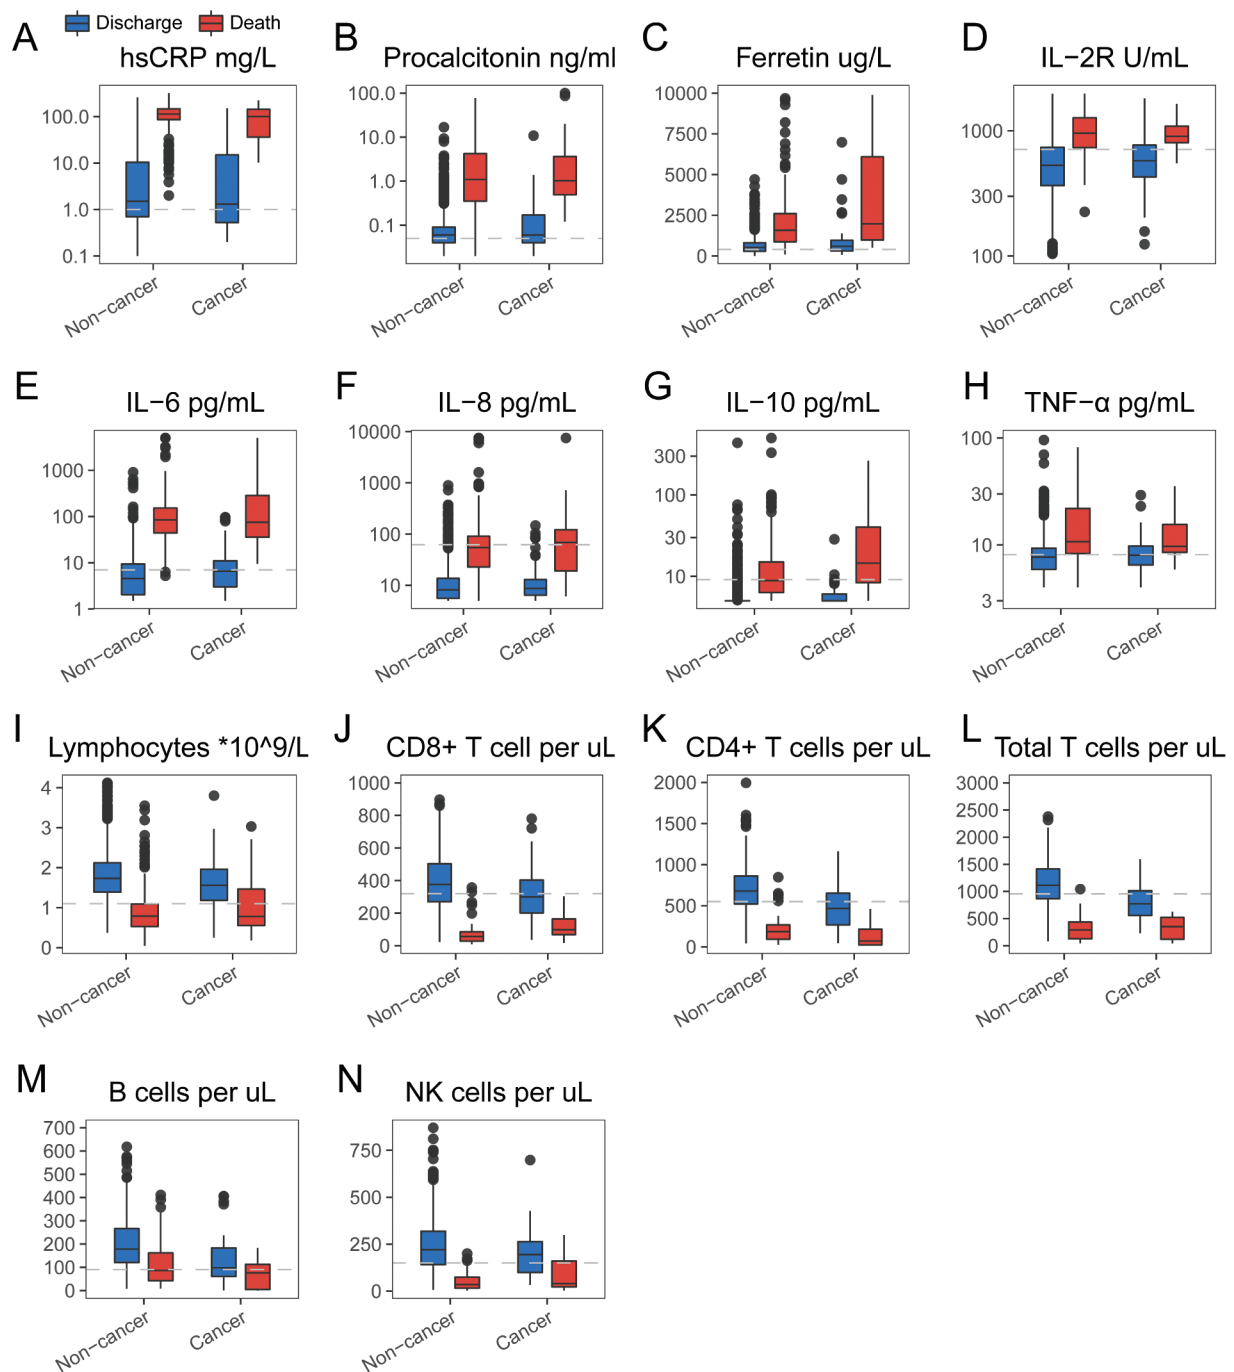 Discharge Death
A
hsCRP mg/L
100.0
10.0
1.0
0.1
Non−cancer
Cancer
B
Procalcitonin ng/ml
100.0
10.0
1.0
0.1
Non−cancer
Cancer
C
Ferretin ug/L
10000
7500
5000
2500
0
Non−cancer
Cancer
D
IL−2R U/mL
1000
300
100
Non−cancer
Cancer
E
IL−6 pg/mL
1000
100
10
1
Non−cancer
Cancer
F
IL−8 pg/mL
10000
1000
100
10
Non−cancer
Cancer
G
IL−10 pg/mL
300
100
30
10
Non−cancer
Cancer
H
TNF−α pg/mL
100
30
10
3
Non−cancer
Cancer
I
Lymphocytes *10^9/L
4
3
2
1
0
Non−cancer
Cancer
J
CD8+ T cell per uL
1000
800
600
400
200
0
Non−cancer
Cancer
K
CD4+ T cells per uL
2000
1500
1000
500
0
Non−cancer
Cancer
L
Total T cells per uL
3000
2500
2000
1500
1000
500
0
Non−cancer
Cancer
M
B cells per uL
700
600
500
400
300
200
100
0
Non−cancer
Cancer
N
NK cells per uL
750
500
250
0
Non−cancer
Cancer